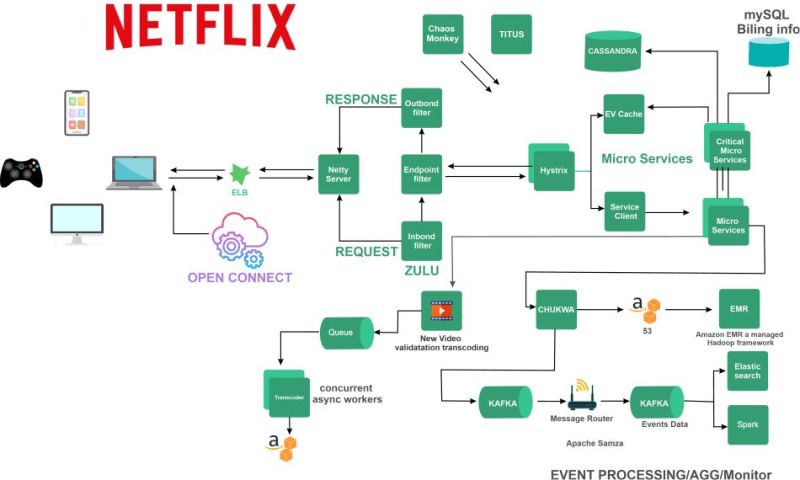 NETFLIX
Chaos
Monkey
TITUS
CASSANDRA
mySQL
Biling info
RESPONSE
Outbond
filter
EV Cache
Critical
Micro
Services
ELB
Netty
Server
Endpoint
filter
Hystrix
Micro Services
Service
Client
Micro
Services
REQUEST
Inbond
filter
ZULU
OPEN CONNECT
New Video
validatation transcoding
Queue
CHUKWA
a
53
EMR
Amazon EMR a managed
Hadoop framework
Transcoder
concurrent
async workers
a
KAFKA
Message Router
KAFKA
Events Data
Elastic
search
Spark
Apache Samza
EVENT PROCESSING/AGG/Monitor